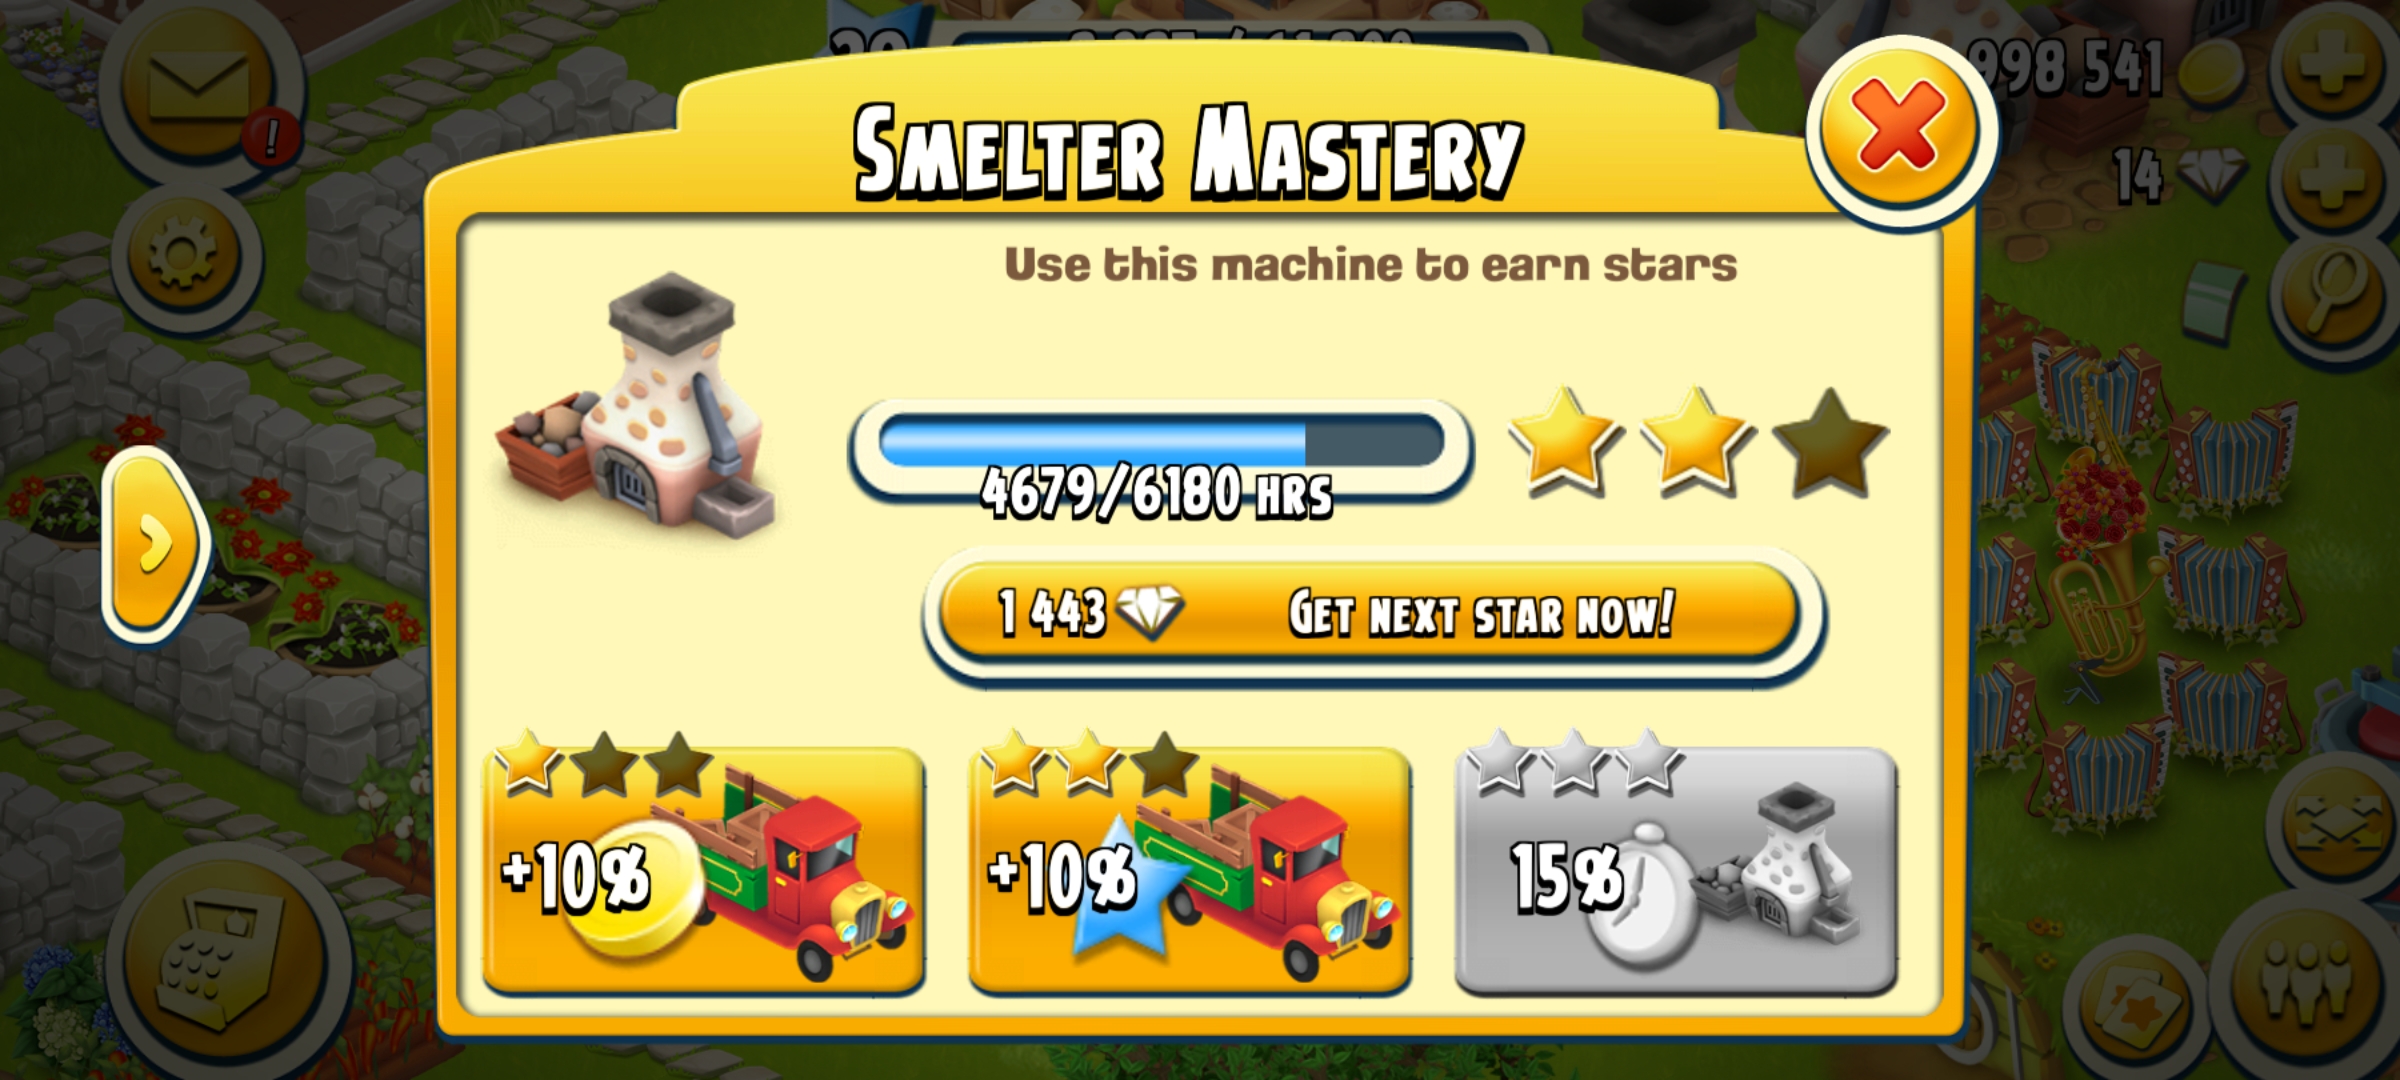 998 541
!
SMELTER MASTERY
14
Use this machine to earn stars
4679/6180 HRS
1 443 GET NEXT STAR NOW!
+10%
+10%
15%